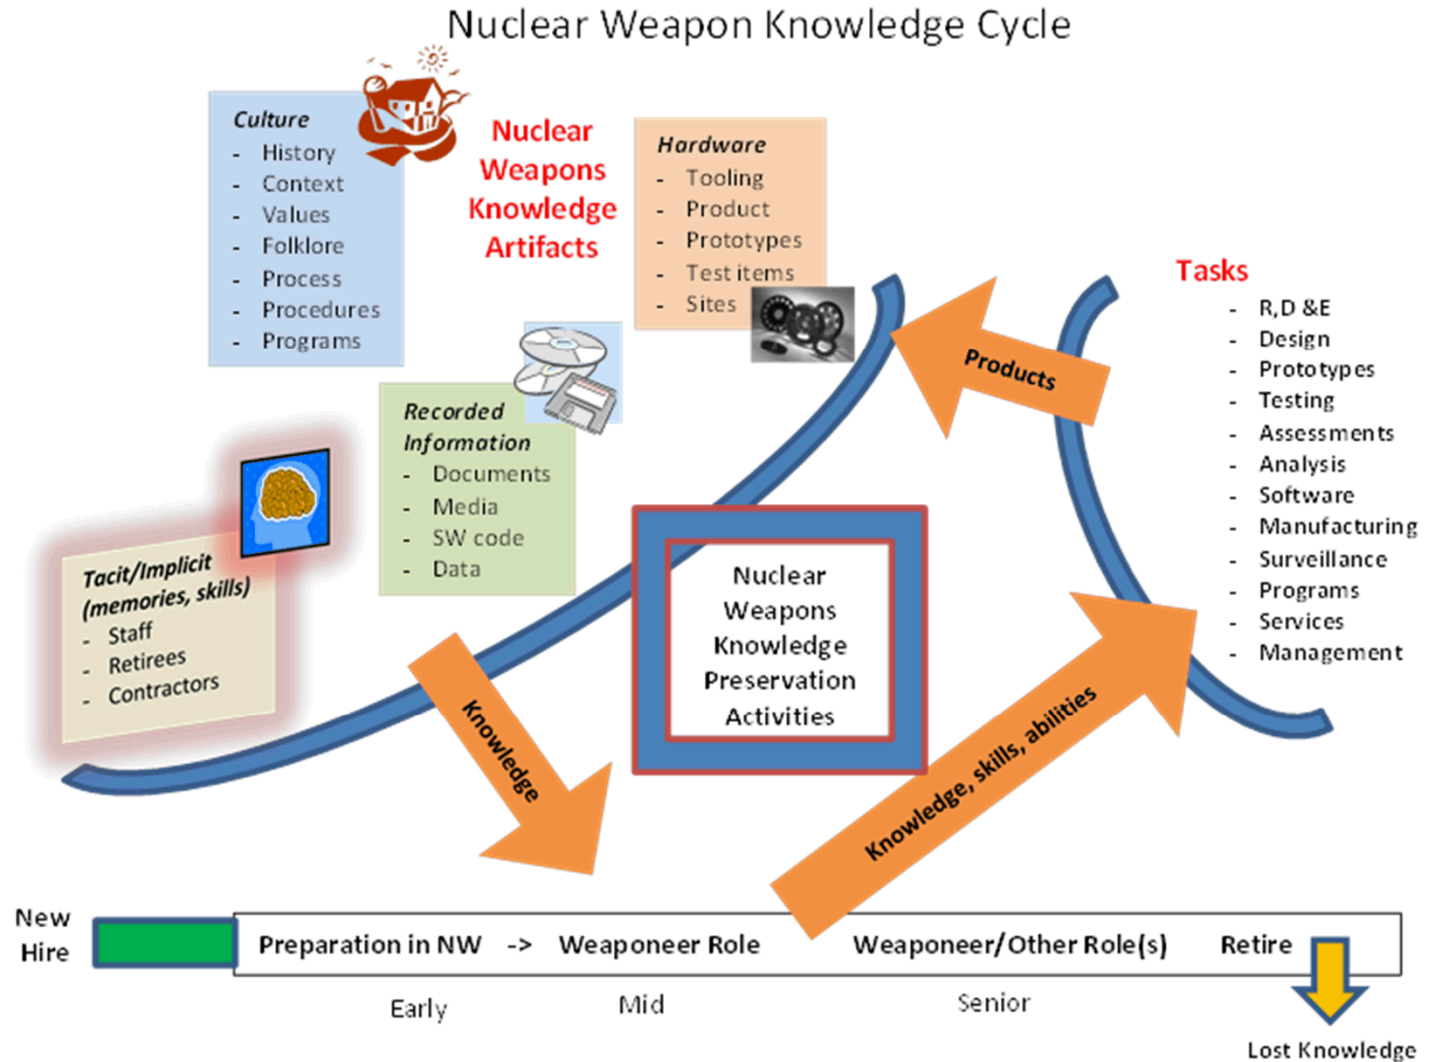 Nuclear Weapon Knowledge Cycle
Culture
- History
- Context
- Values
- Folklore
- Process
- Procedures
- Programs
Nuclear
Weapons
Knowledge
Artifacts
Hardware
- Tooling
- Product
- Prototypes
- Test items
- Sites
Recorded
Information
- Documents
- Media
- SW code
- Data
Tacit/Implicit
(memories, skills)
- Staff
- Retirees
- Contractors
Products
Tasks
- R,D &E
- Design
- Prototypes
- Testing
- Assessments
- Analysis
- Software
- Manufacturing
- Surveillance
- Programs
- Services
- Management
Nuclear
Weapons
Knowledge
Preservation
Activities
Knowledge
Knowledge, skills, abilities
New
Hire
Preparation in NW -> Weaponeer Role Weaponeer/Other Role(s) Retire
Early Mid Senior
Lost Knowledge